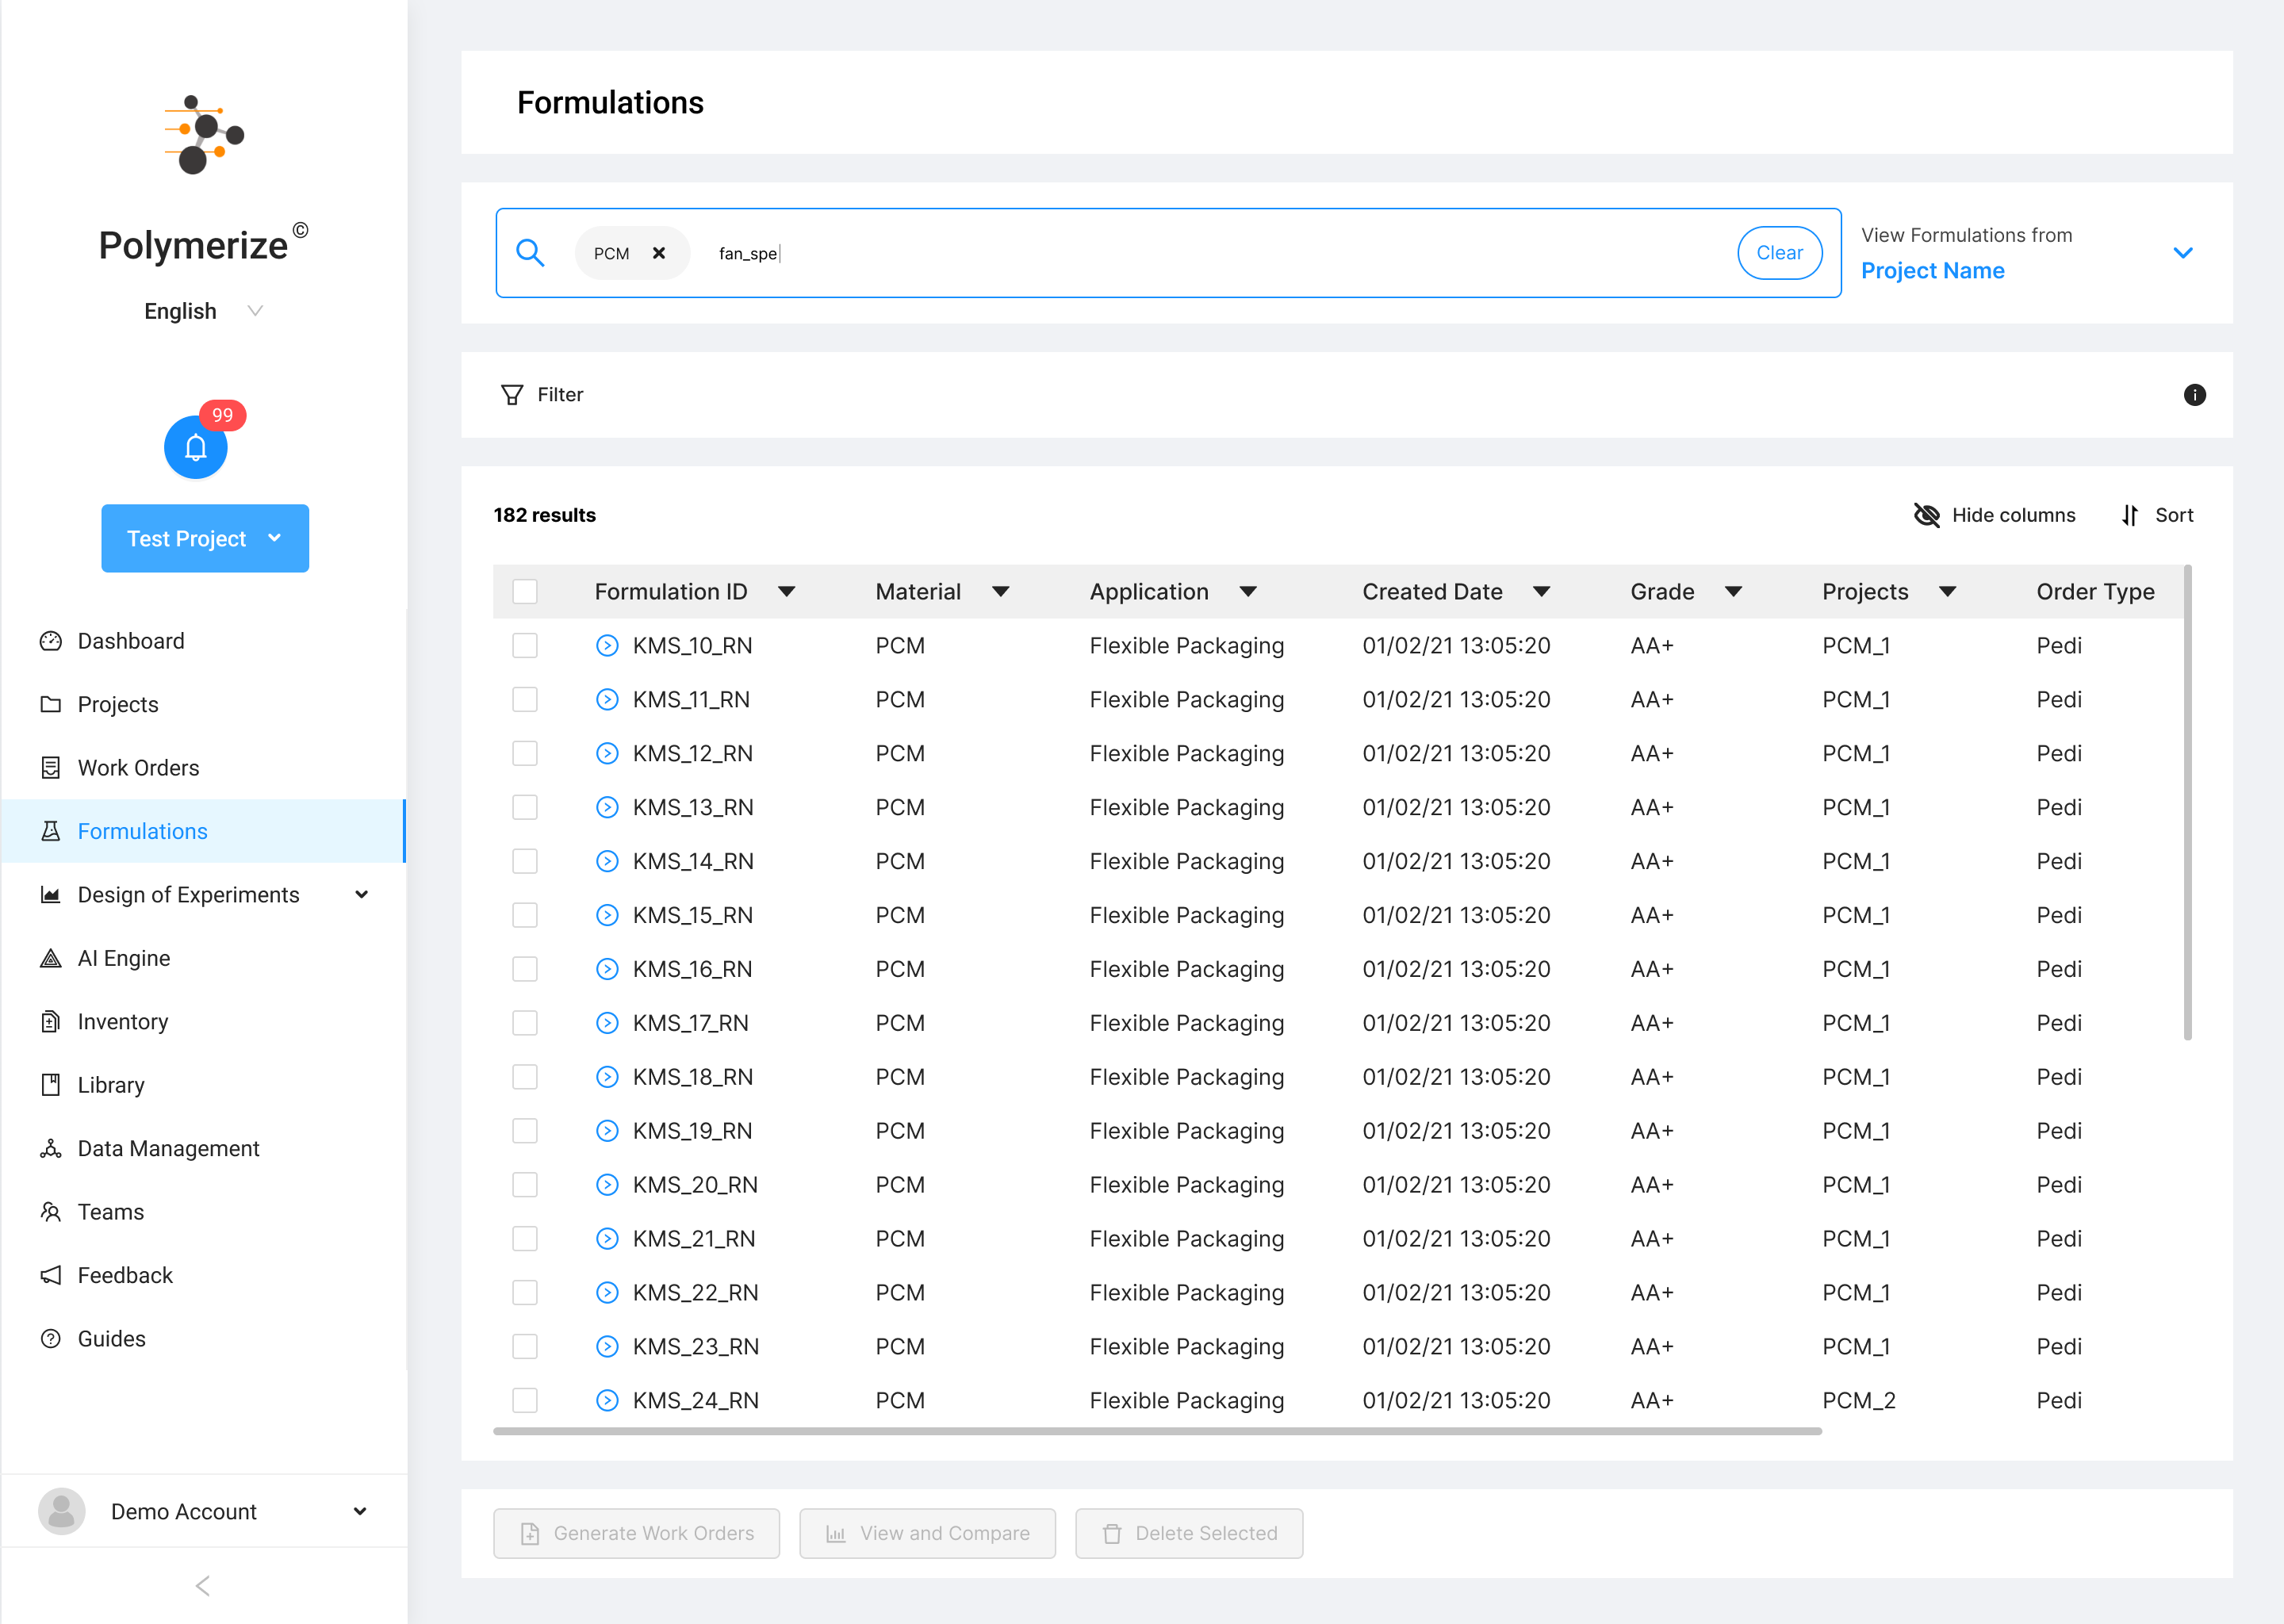 Polymerize ©
English
99
Test Project
Dashboard
Projects
Work Orders
Formulations
Design of Experiments
AI Engine
Inventory
Library
Data Management
Teams
Feedback
Guides
Demo Account
Formulations
PCM fan_spe Clear
View Formulations from
Project Name
Filter
182 results Hide columns Sort
Formulation ID Material Application Created Date Grade Projects Order Type
KMS_10_RN PCM Flexible Packaging 01/02/21 13:05:20 AA+ PCM_1 Pedi
KMS_11_RN PCM Flexible Packaging 01/02/21 13:05:20 AA+ PCM_1 Pedi
KMS_12_RN PCM Flexible Packaging 01/02/21 13:05:20 AA+ PCM_1 Pedi
KMS_13_RN PCM Flexible Packaging 01/02/21 13:05:20 AA+ PCM_1 Pedi
KMS_14_RN PCM Flexible Packaging 01/02/21 13:05:20 AA+ PCM_1 Pedi
KMS_15_RN PCM Flexible Packaging 01/02/21 13:05:20 AA+ PCM_1 Pedi
KMS_16_RN PCM Flexible Packaging 01/02/21 13:05:20 AA+ PCM_1 Pedi
KMS_17_RN PCM Flexible Packaging 01/02/21 13:05:20 AA+ PCM_1 Pedi
KMS_18_RN PCM Flexible Packaging 01/02/21 13:05:20 AA+ PCM_1 Pedi
KMS_19_RN PCM Flexible Packaging 01/02/21 13:05:20 AA+ PCM_1 Pedi
KMS_20_RN PCM Flexible Packaging 01/02/21 13:05:20 AA+ PCM_1 Pedi
KMS_21_RN PCM Flexible Packaging 01/02/21 13:05:20 AA+ PCM_1 Pedi
KMS_22_RN PCM Flexible Packaging 01/02/21 13:05:20 AA+ PCM_1 Pedi
KMS_23_RN PCM Flexible Packaging 01/02/21 13:05:20 AA+ PCM_1 Pedi
KMS_24_RN PCM Flexible Packaging 01/02/21 13:05:20 AA+ PCM_2 Pedi
Generate Work Orders View and Compare Delete Selected